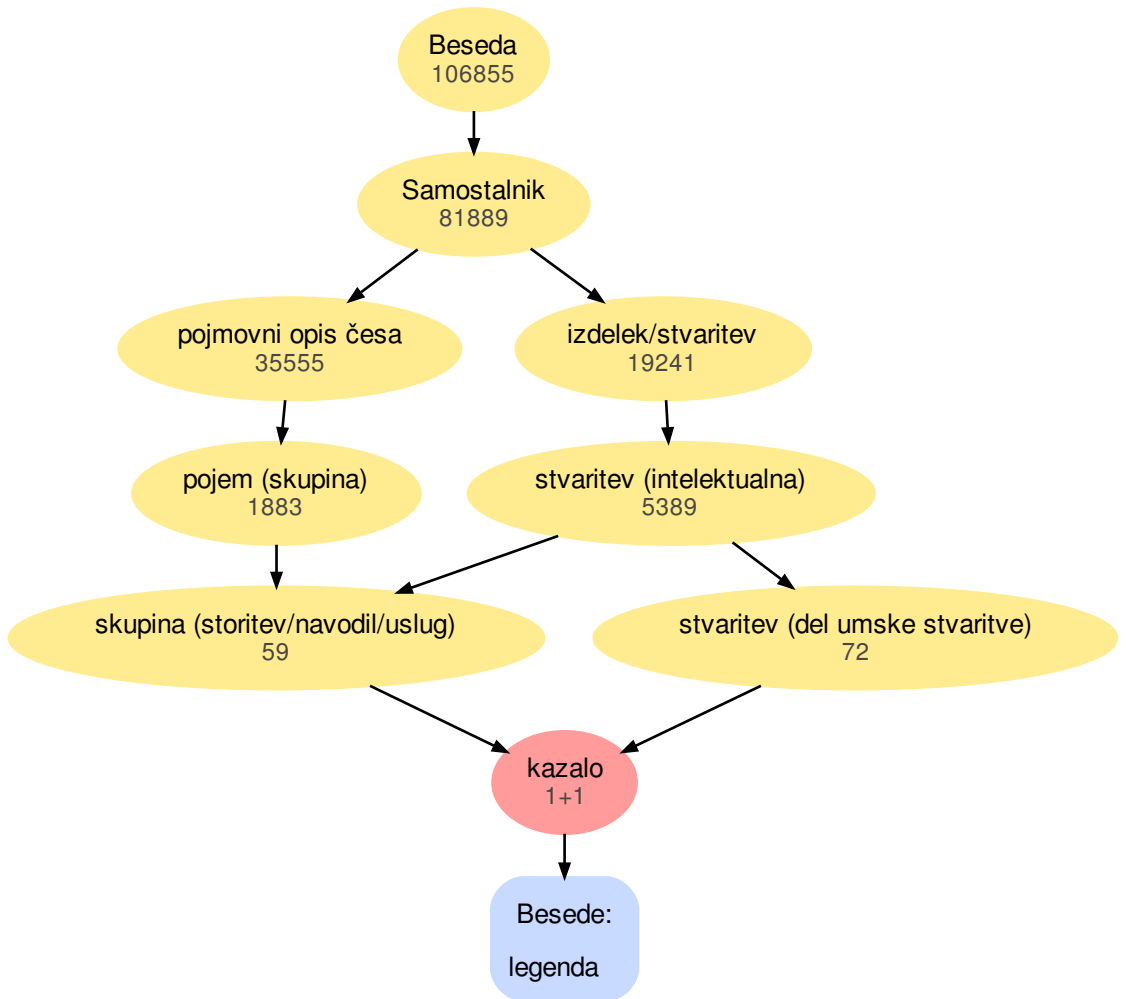 Beseda
106855
Samostalnik
81889
pojmovni opis česa
35555
izdelek/stvaritev
19241
pojem (skupina)
1883
stvaritev (intelektualna)
5389
skupina (storitev/navodil/uslug)
59
stvaritev (del umske stvaritve)
72
kazalo
1+1
Besede:
legenda